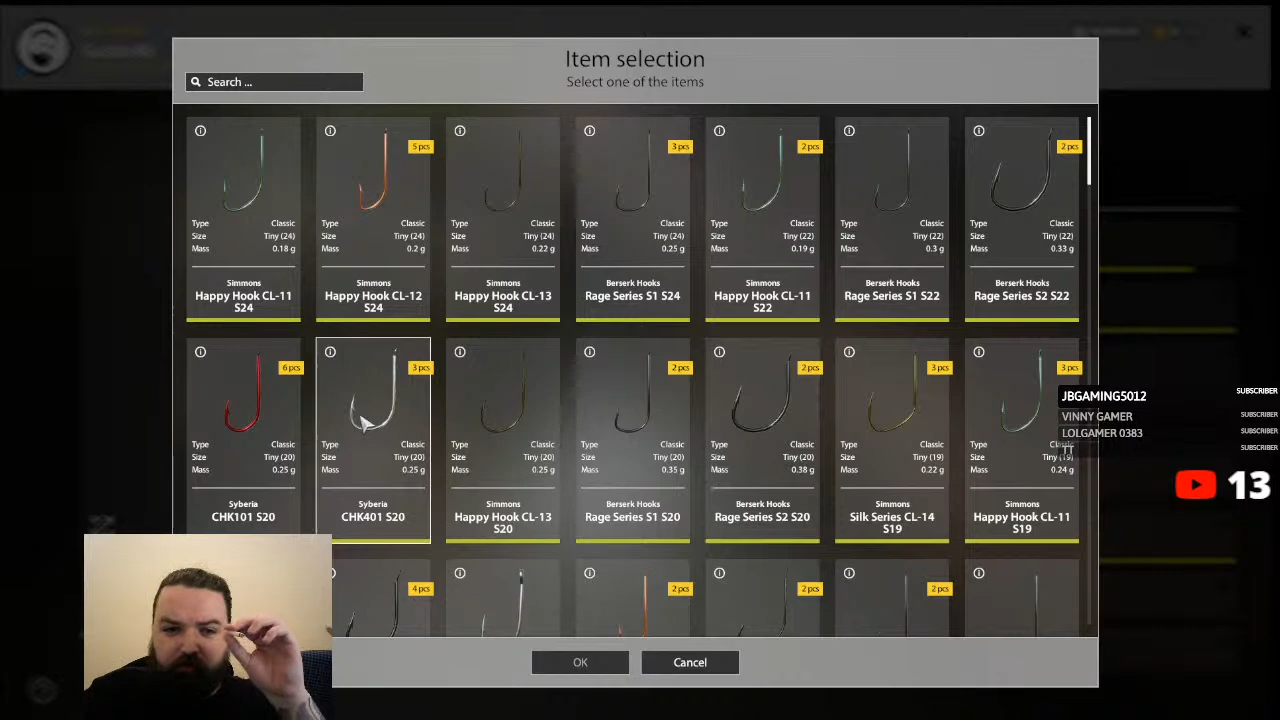 Item selection
Search ...
Select one of the items
5 pcs
3 pcs
2 pcs
2 pcs
Type Classic
Size Tiny (24)
Mass 0.18 g
Simmons
Happy Hook CL-11
S24
Type Classic
Size Tiny (24)
Mass 0.2 g
Simmons
Happy Hook CL-12
S24
Type Classic
Size Tiny (24)
Mass 0.22 g
Simmons
Happy Hook CL-13
S24
Type Classic
Size Tiny (24)
Mass 0.25 g
Berserk Hooks
Rage Series S1 S24
Type Classic
Size Tiny (22)
Mass 0.19 g
Simmons
Happy Hook CL-11
S22
Type Classic
Size Tiny (22)
Mass 0.3 g
Berserk Hooks
Rage Series S1 S22
Type Classic
Size Tiny (22)
Mass 0.33 g
Berserk Hooks
Rage Series S2 S22
6 pcs
3 pcs
2 pcs
2 pcs
3 pcs
3 pcs
Type Classic
Size Tiny (20)
Mass 0.25 g
Syberia
CHK101 S20
Type Classic
Size Tiny (20)
Mass 0.25 g
Syberia
CHK401 S20
Type Classic
Size Tiny (20)
Mass 0.25 g
Simmons
Happy Hook CL-13
S20
Type Classic
Size Tiny (20)
Mass 0.35 g
Berserk Hooks
Rage Series S1 S20
Type Classic
Size Tiny (20)
Mass 0.38 g
Berserk Hooks
Rage Series S2 S20
Type Classic
Size Tiny (19)
Mass 0.22 g
Simmons
Silk Series CL-14
S19
Type Classic
Size Tiny (19)
Mass 0.24 g
Simmons
Happy Hook CL-11
S19
JBGAMING5012 SUBSCRIBER
VINNY GAMER SUBSCRIBER
LOLGAMER 0383 SUBSCRIBER
TT SUBSCRIBER
13
4 pcs
2 pcs
2 pcs
2 pcs
OK
Cancel